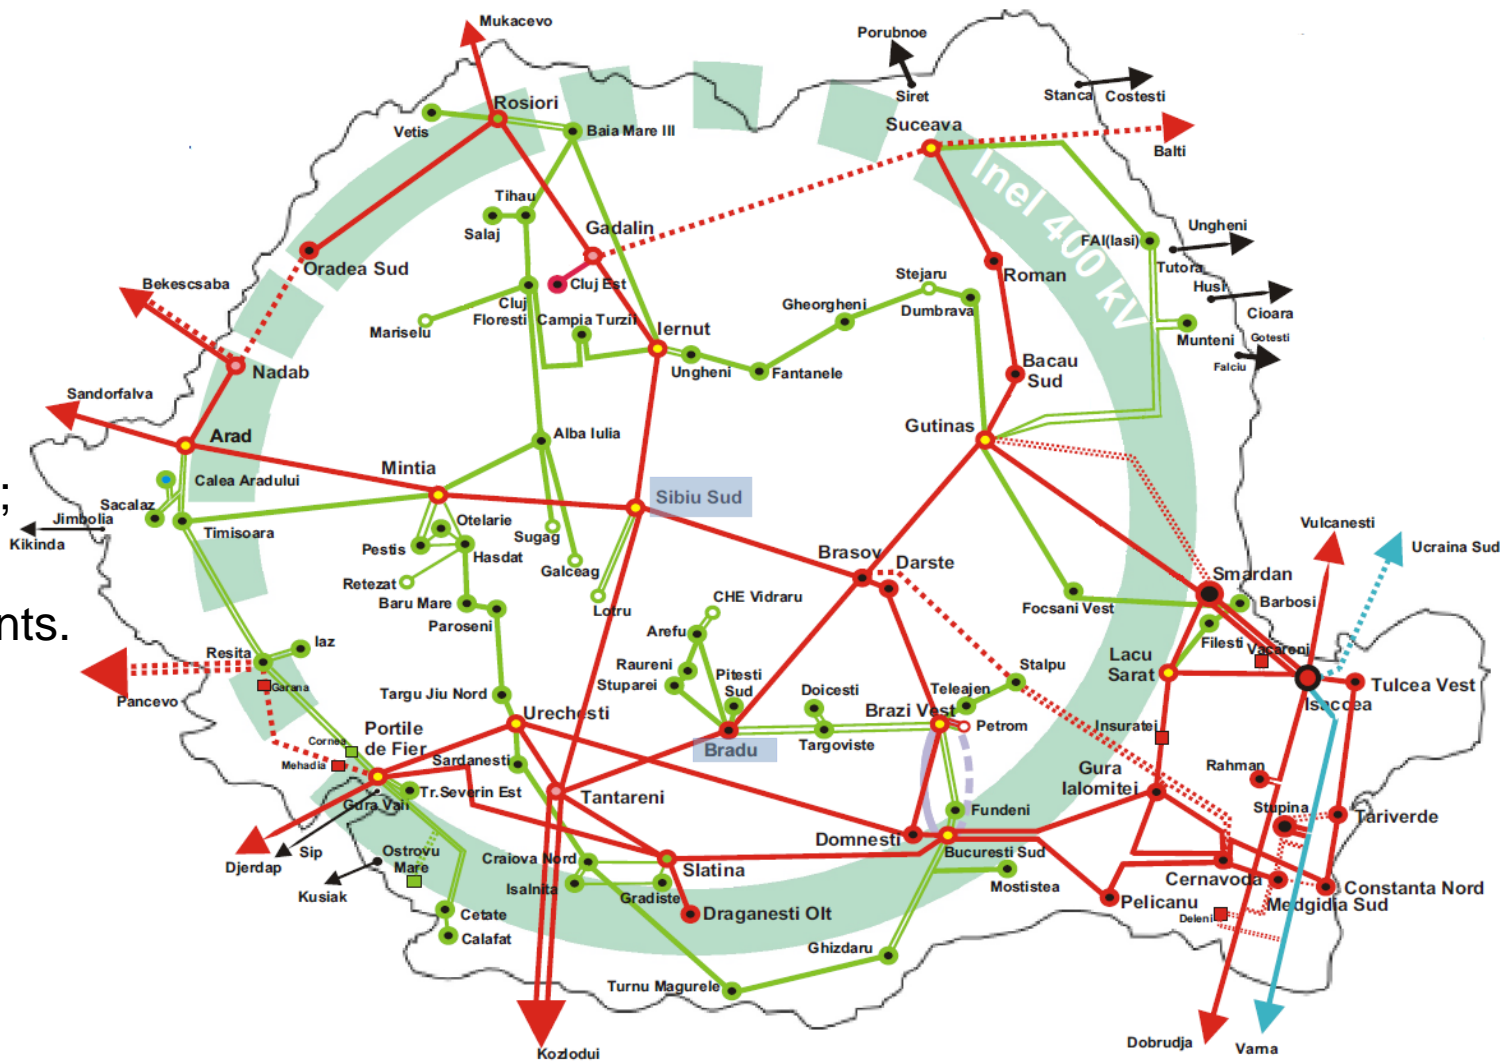 Mukacevo
Porubnoe
Rosiori
Siret
Stanca
Costesti
Vetis
Baia Mare III
Suceava
Balti
Inel 400 kV
Tihau
Salaj
Gadalin
FAI(Iasi)
Ungheni
Oradea Sud
Tutora
Bekescsaba
Cluj Est
Stejaru
Roman
Husi
Cluj
Floresti
Campia Turzii
Gheorgheni
Dumbrava
Cioara
Mariselu
Iernut
Munteni
Gotesti
Nadab
Ungheni
Fantanele
Bacau
Sud
Falciu
Sandorfalva
Arad
Alba Iulia
Gutinas
Mintia
Calea Aradului
;
Sacalaz
Sibiu Sud
Jimbolia
Kikinda
Timisoara
Otelarie
Sugag
Vulcanesti
Pestis
Hasdat
Brasov
Darste
Ucraina Sud
Retezat
Galceag
Smardan
Baru Mare
Lotru
CHE Vidraru
Focsani Vest
Barbosi
nts.
Paroseni
Arefu
Filesti
Iaz
Resita
Lacu
Sarat
Vacareni
Raureni
Stalpu
Garana
Stuparei
Pitesti
Sud
Doicesti
Teleajen
Tulcea Vest
Pancevo
Targu Jiu Nord
Urechesti
Brazi Vest
Petrom
Isaccea
Portile
de Fier
Cornea
Bradu
Targoviste
Insuratei
Mehadia
Sardanesti
Gura
Ialomitei
Rahman
Tr.Severin Est
Tantareni
Gura Vaii
Fundeni
Stupina
Tariverde
Domnesti
Djerdap
Sip
Ostrovu
Mare
Craiova Nord
Bucuresti Sud
Slatina
Kusiak
Isalnita
Gradiste
Mostistea
Cernavoda
Constanta Nord
Pelicanu
Medgidia Sud
Cetate
Draganesti Olt
Deleni
Calafat
Ghizdaru
Turnu Magurele
Kozlodui
Dobrudja
Varna